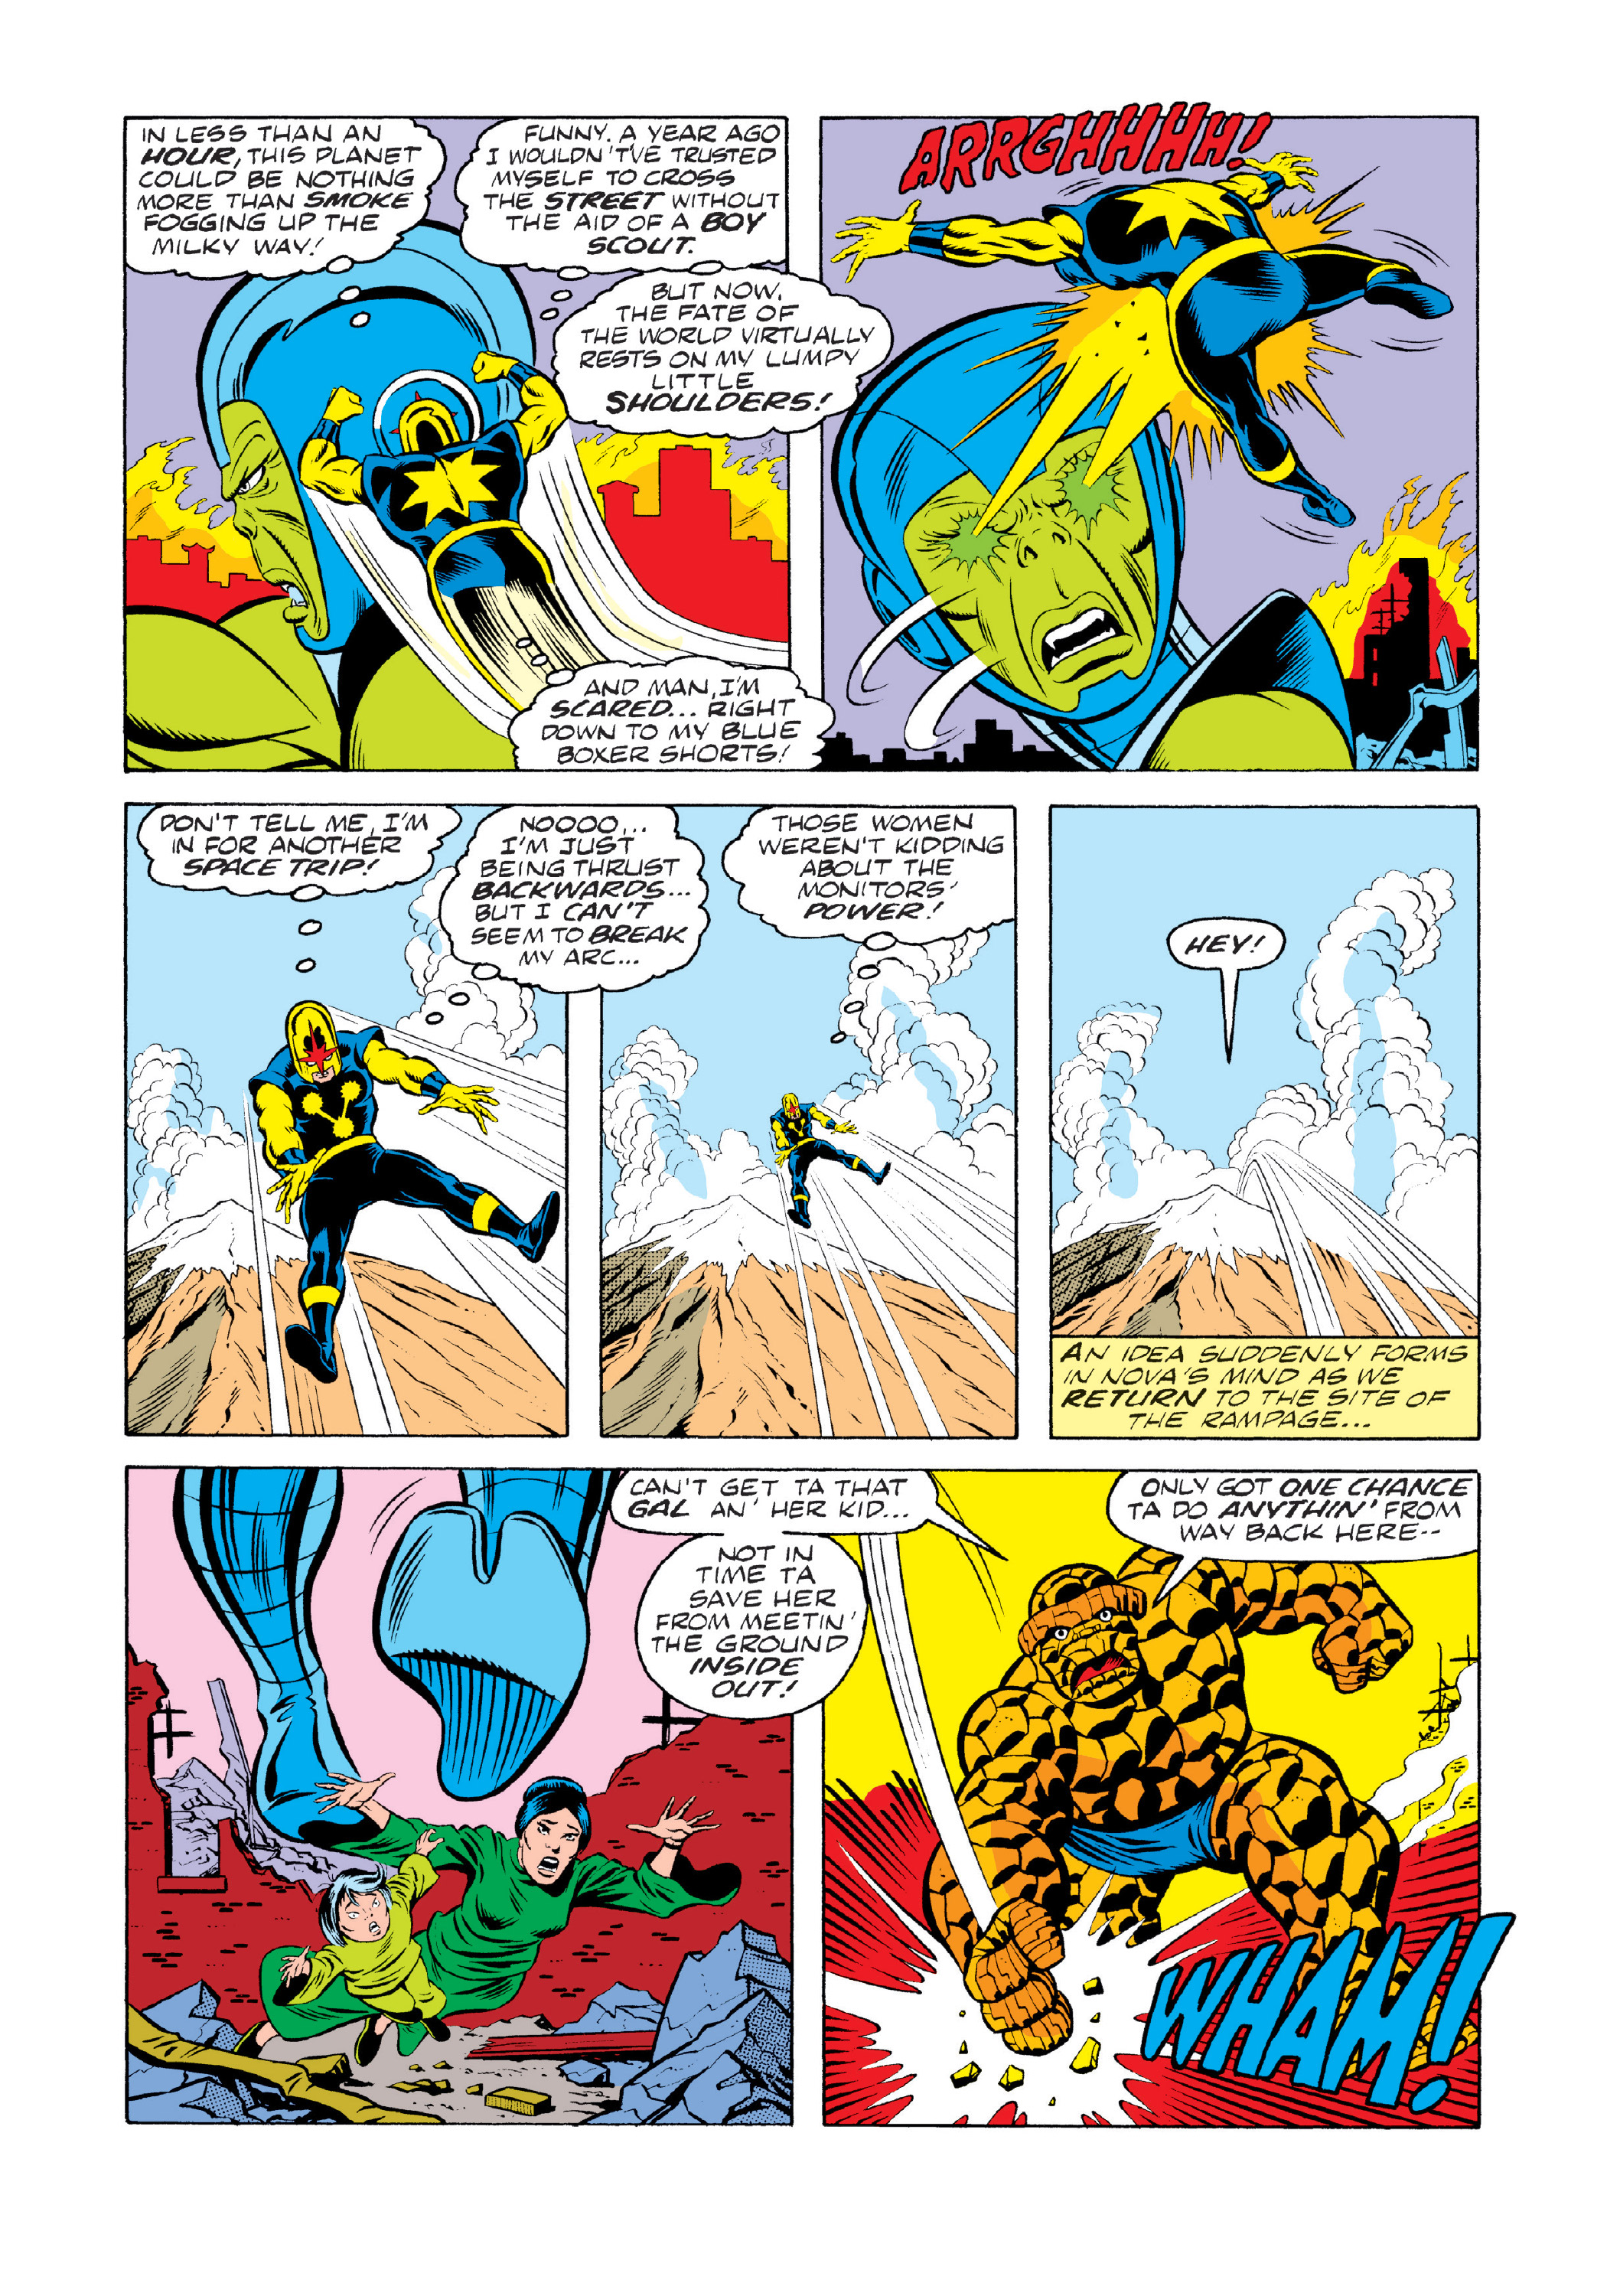 IN LESS THAN AN
HOUR, THIS PLANET
COULD BE NOTHING
MORE THAN SMOKE
FOGGING UP THE
MILKY WAY!
FUNNY. A YEAR AGO
I WOULDN'T'VE TRUSTED
MYSELF TO CROSS
THE STREET WITHOUT
THE AID OF A BOY
SCOUT.
BUT NOW,
THE FATE OF
THE WORLD VIRTUALLY
RESTS ON MY LUMPY
LITTLE
SHOULDERS!
AND MAN, I'M
SCARED... RIGHT
DOWN TO MY BLUE
BOXER SHORTS!
ARRGHHHHH!
DON'T TELL ME, I'M
IN FOR ANOTHER
SPACE TRIP!
NOOOO...
I'M JUST
BEING THRUST
BACKWARDS...
BUT I CAN'T
SEEM TO BREAK
MY ARC...
THOSE WOMEN
WEREN'T KIDDING
ABOUT THE
MONITORS'
POWER!
HEY!
AN IDEA SUDDENLY FORMS
IN NOVA'S MIND AS WE
RETURN TO THE SITE OF
THE RAMPAGE...
CAN'T GET TA THAT
GAL AN' HER KID...
NOT IN
TIME TA
SAVE HER
FROM MEETIN'
THE GROUND
INSIDE
OUT!
ONLY GOT ONE CHANCE
TA DO ANYTHIN' FROM
WAY BACK HERE--
WHAM!